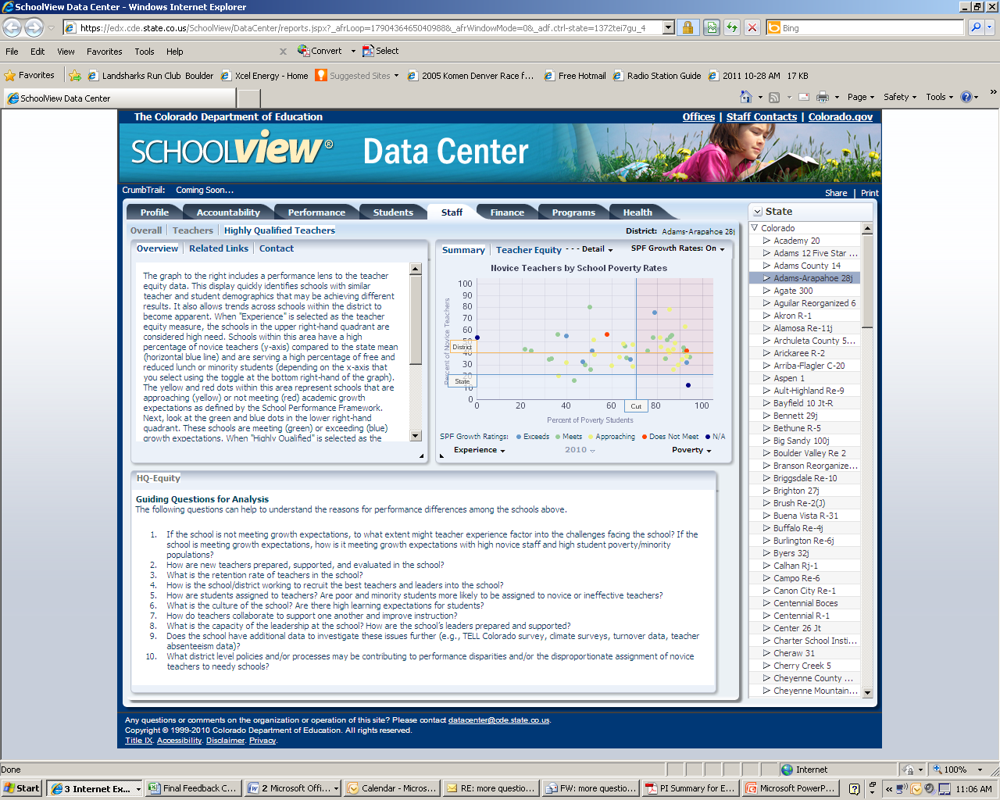 SchoolView Data Center - Windows Internet Explorer
https://edx.cde.state.co.us/SchoolView/DataCenter/reports.jspx?_afrLoop=1790436465040988&_afrWindowMode=0&_adf.ctrl-state=1372tei7gu_4
Bing
File Edit View Favorites Tools Help
Convert Select
Favorites Landsharks Run Club Boulder Xcel Energy - Home Suggested Sites 2005 Komen Denver Race f... Free Hotmail Radio Station Guide 2011 10-28 AM 17 KB
SchoolView Data Center
Page Safety Tools
The Colorado Department of Education
Offices | Staff Contacts | Colorado.gov
SCHOOLVIEW® Data Center
CrumbTrail: Coming Soon...
Share | Print
Profile Accountability Performance Students Staff Finance Programs Health
Overall Teachers Highly Qualified Teachers
District: Adams-Arapahoe 28j
Overview Related Links Contact
The graph to the right includes a performance lens to the teacher
equity data. This display quickly identifies schools with similar
teacher and student demographics that may be achieving different
results. It also allows trends across schools within the district to
become apparent. When "Experience" is selected as the teacher
equity measure, the schools in the upper right-hand quadrant are
considered high need. Schools within this area have a high
percentage of novice teachers (y-axis) compared to the state mean
(horizontal blue line) and are serving a high percentage of free and
reduced lunch or minority students (depending on the x-axis that
you select using the toggle at the bottom right-hand of the graph).
The yellow and red dots within this area represent schools that are
approaching (yellow) or not meeting (red) academic growth
expectations as defined by the School Performance Framework.
Next, look at the green and blue dots in the lower right-hand
quadrant. These schools are meeting (green) or exceeding (blue)
growth expectations. When "Highly Qualified" is selected as the
Summary Teacher Equity - - - Detail SPF Growth Rates: On
Novice Teachers by School Poverty Rates
Percent of Novice Teachers
100
90
80
70
60
50
40
30
20
10
0
District
State
Cut
0 20 40 60 80 100
Percent of Poverty Students
SPF Growth Ratings: Exceeds Meets Approaching Does Not Meet N/A
Experience 2010 Poverty
HQ-Equity
Guiding Questions for Analysis
The following questions can help to understand the reasons for performance differences among the schools above.
1. If the school is not meeting growth expectations, to what extent might teacher experience factor into the challenges facing the school? If the
school is meeting growth expectations, how is it meeting growth expectations with high novice staff and high student poverty/minority
populations?
2. How are new teachers prepared, supported, and evaluated in the school?
3. What is the retention rate of teachers in the school?
4. How is the school/district working to recruit the best teachers and leaders into the school?
5. How are students assigned to teachers? Are poor and minority students more likely to be assigned to novice or ineffective teachers?
6. What is the culture of the school? Are there high learning expectations for students?
7. How do teachers collaborate to support one another and improve instruction?
8. What is the capacity of the leadership at the school? How are the school's leaders prepared and supported?
9. Does the school have additional data to investigate these issues further (e.g., TELL Colorado survey, climate surveys, turnover data, teacher
absenteeism data)?
10. What district level policies and/or processes may be contributing to performance disparities and/or the disproportionate assignment of novice
teachers to needy schools?
State
Colorado
Academy 20
Adams 12 Five Star ...
Adams County 14
Adams-Arapahoe 28j
Agate 300
Aguilar Reorganized 6
Akron R-1
Alamosa Re-11j
Archuleta County 5...
Arickaree R-2
Arriba-Flagler C-20
Aspen 1
Ault-Highland Re-9
Bayfield 10 Jt-R
Bennett 29j
Bethune R-5
Big Sandy 100j
Boulder Valley Re 2
Branson Reorganize...
Briggsdale Re-10
Brighton 27j
Brush Re-2(J)
Buena Vista R-31
Buffalo Re-4j
Burlington Re-6j
Byers 32j
Calhan Rj-1
Campo Re-6
Canon City Re-1
Centennial Boces
Centennial R-1
Center 26 Jt
Charter School Insti...
Cheraw 31
Cherry Creek 5
Cheyenne County ...
Cheyenne Mountain...
Any questions or comments on the organization or operation of this site? Please contact datacenter@cde.state.co.us.
Copyright © 1999-2010 Colorado Department of Education. All rights reserved.
Title IX. Accessibility. Disclaimer. Privacy.
Done Internet 100%
Start 3 Internet Ex... Final Feedback C... 2 Microsoft Offi... Calendar - Micros... RE: more questio... FW: more questio... PI Summary for E... Microsoft PowerP... 11:06 AM